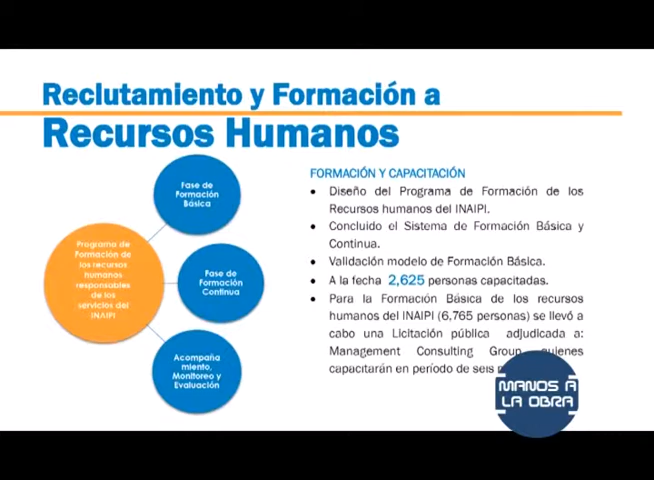 Reclutamiento y Formación a
Recursos Humanos
Fase de
Formación
Básica
Programa de
Formación de
los recursos
humanos
responsables
de los
servicios del
INAIPI
Fase de
Formación
Continua
Acompaña
miento,
Monitoreo y
Evaluación
FORMACIÓN Y CAPACITACIÓN
• Diseño del Programa de Formación de los
Recursos humanos del INAIPI.
• Concluido el Sistema de Formación Básica y
Continua.
• Validación modelo de Formación Básica.
• A la fecha 2,625 personas capacitadas.
• Para la Formación Básica de los recursos
humanos del INAIPI (6,765 personas) se llevó a
cabo una Licitación pública adjudicada a:
Management Consulting Group quienes
capacitarán en período de seis
MANOS A
LA OBRA